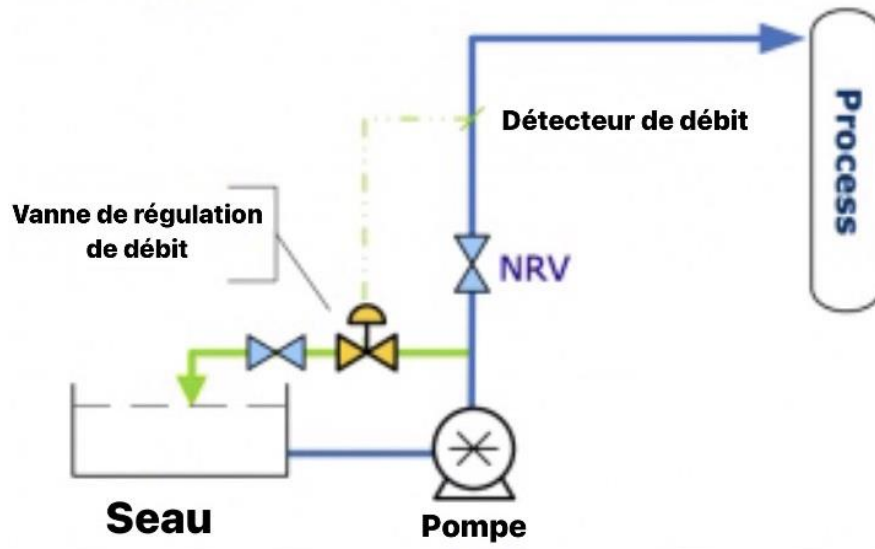 Process
Détecteur de débit
Vanne de régulation
de débit
NRV
Seau
Pompe